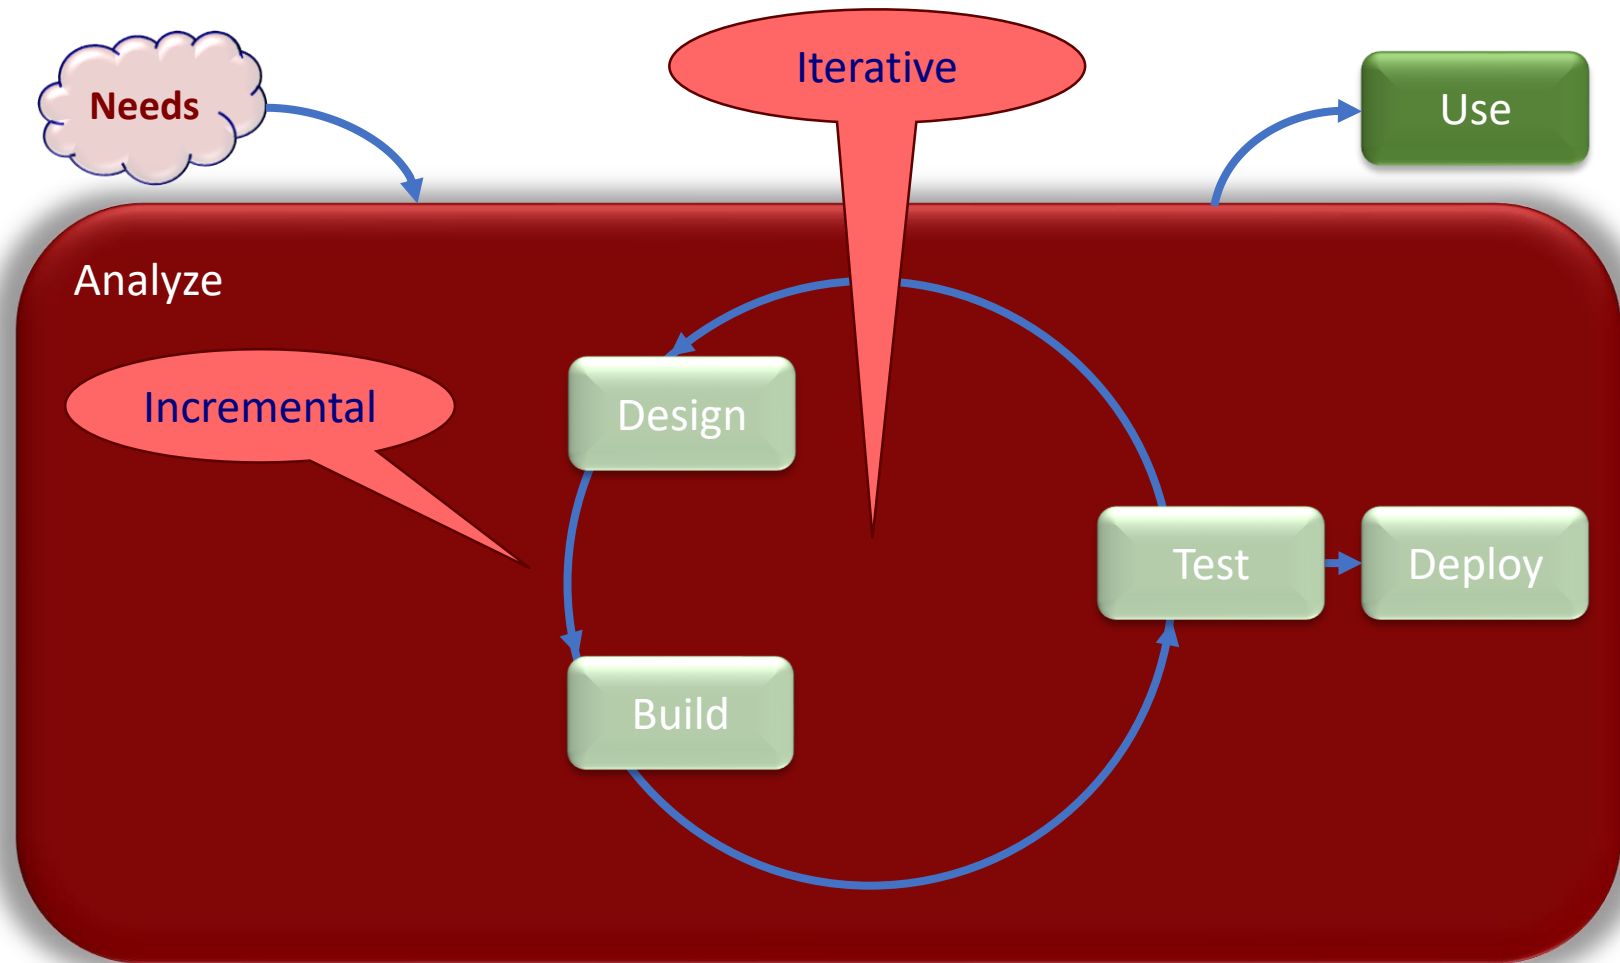 Needs
Iterative
Use
Analyze
Incremental
Design
Test
Deploy
Build